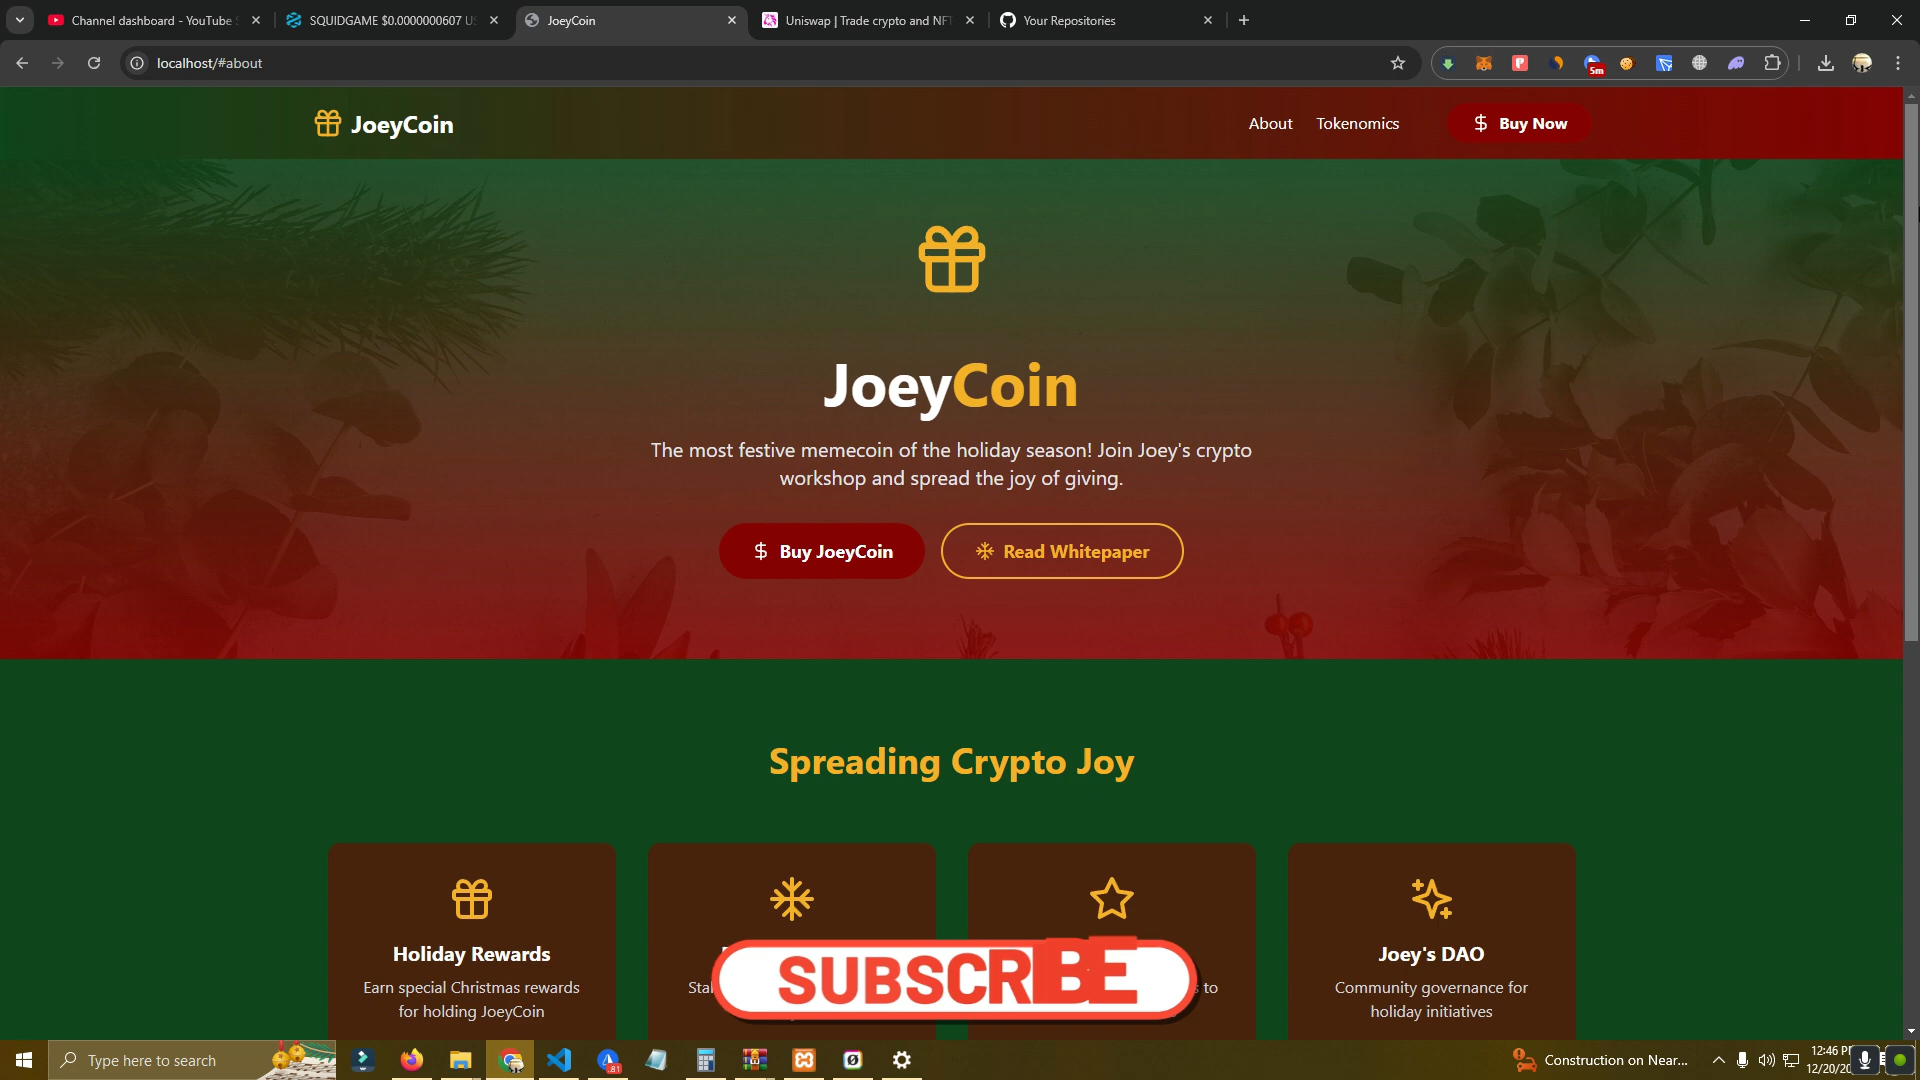 Channel dashboard - YouTube
SQUIDGAME $0.0000000607 U
JoeyCoin
Uniswap | Trade crypto and NF
Your Repositories
localhost/#about
5m
JoeyCoin
About
Tokenomics
Buy Now
JoeyCoin
The most festive memecoin of the holiday season! Join Joey's crypto
workshop and spread the joy of giving.
Buy JoeyCoin
Read Whitepaper
Spreading Crypto Joy
Holiday Rewards
Joey's DAO
Earn special Christmas rewards
for holding JoeyCoin
to
Community governance for
holiday initiatives
SUBSCRIBE
Type here to search
.81
Construction on Near...
12:46 P
12/20/20